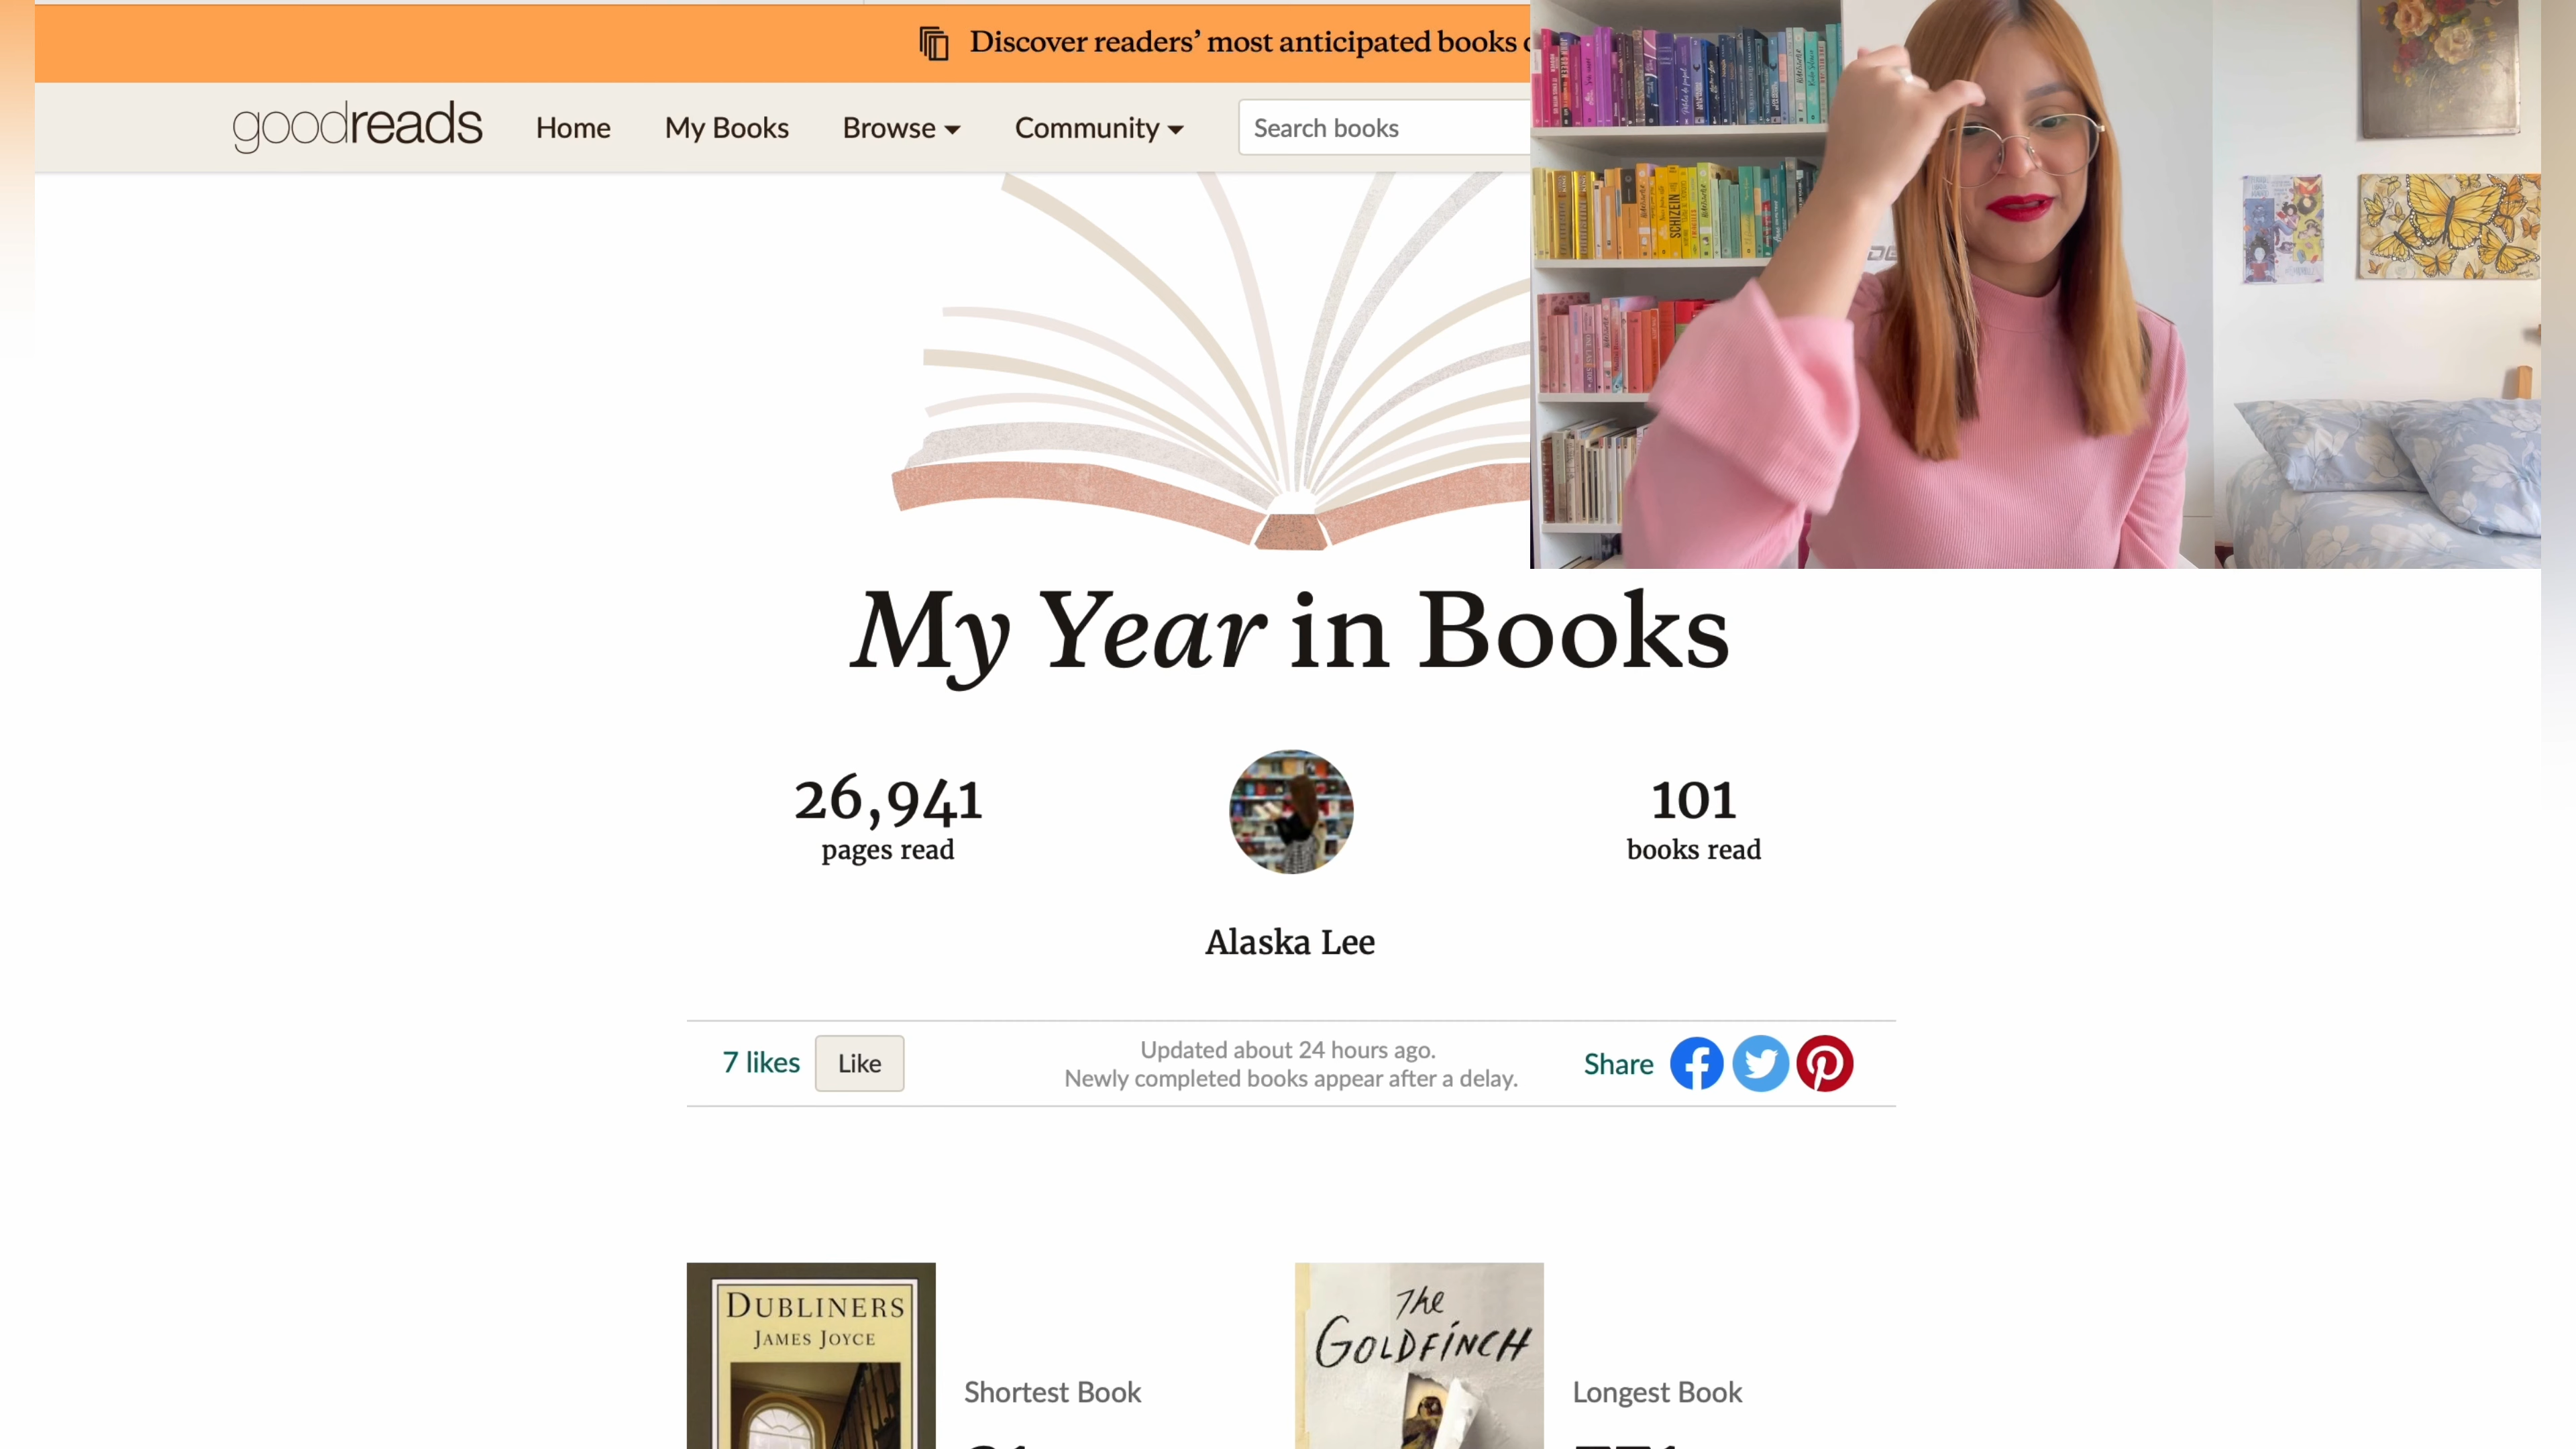 Discover readers’ most anticipated books
goodreads
Home
My Books
Browse
Community
Search books
SCHIZEIN
My Year in Books
26,941
pages read
101
books read
Alaska Lee
7 likes
Like
Updated about 24 hours ago.
Newly completed books appear after a delay.
Share
DUBLINERS
JAMES JOYCE
Shortest Book
The
GOLDFINCH
Longest Book